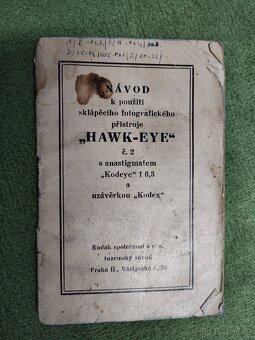 NÁVOD
k použití
sklápěcího fotografického
přístroje
„HAWK-EYE"
č. 2
s anastigmatem
„Kodeye" f 6,3
a
uzávěrkou „Kodex"
Kodak společnost s r. o.
tuzemský závod
Praha II., Václavské n. 20